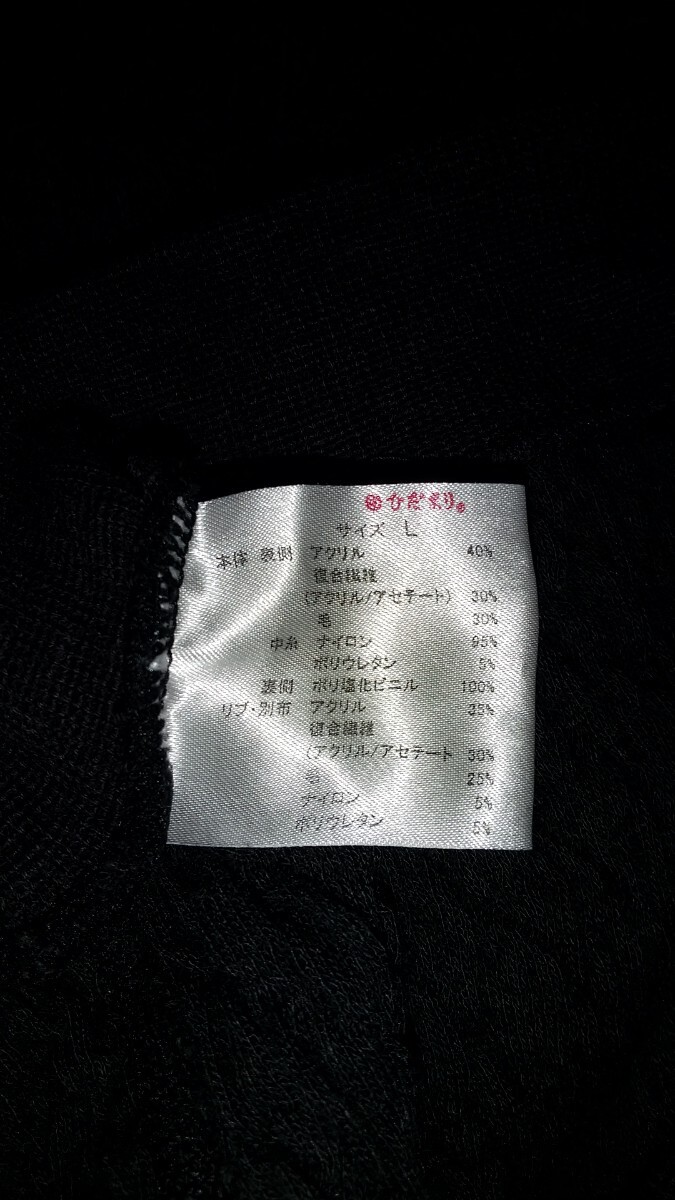 ひだまり®
サイズ L
本体 表側 アクリル 40%
複合繊維
(アクリル/アセテート) 30%
毛 30%
中糸 ナイロン 95%
ポリウレタン 5%
裏側 ポリ塩化ビニル 100%
リブ・別布 アクリル 35%
複合繊維
(アクリル/アセテート 30%
毛 25%
ナイロン 5%
ポリウレタン 5%